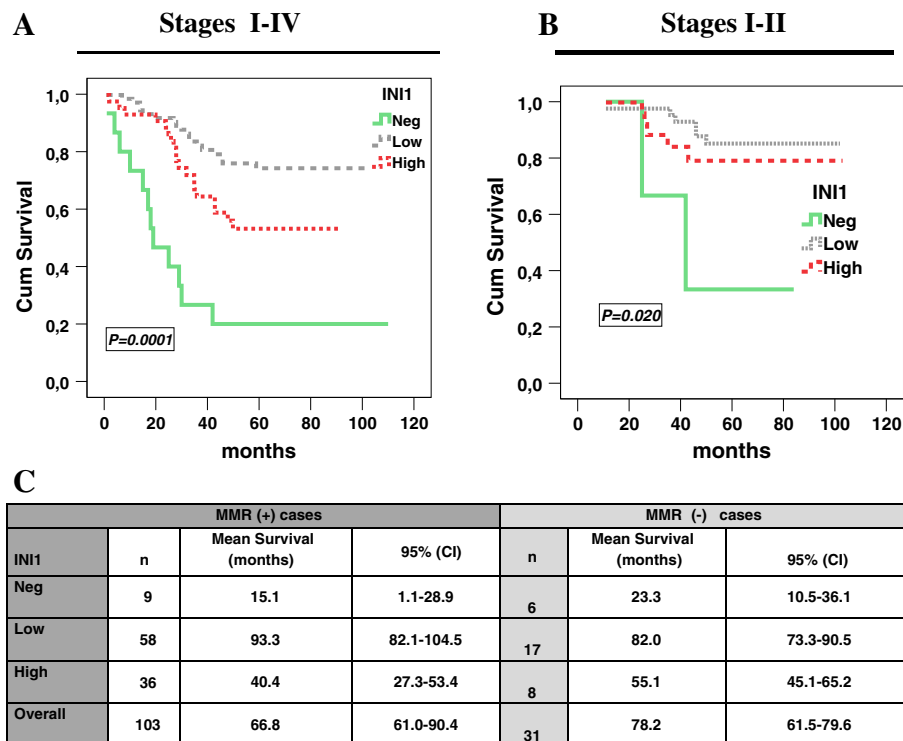 A
Stages I-IV
Cum Survival
1,0
0,8
0,6
0,4
0,2
0,0
INI1
Neg
Low
High
P=0.0001
0 20 40 60 80 100 120
months
B
Stages I-II
Cum Survival
1,0
0,8
0,6
0,4
0,2
0,0
INI1
Neg
Low
High
P=0.020
0 20 40 60 80 100 120
months
C
MMR (+) cases MMR (-) cases
INI1 n Mean Survival (months) 95% (CI) n Mean Survival (months) 95% (CI)
Neg 9 15.1 1.1-28.9 6 23.3 10.5-36.1
Low 58 93.3 82.1-104.5 17 82.0 73.3-90.5
High 36 40.4 27.3-53.4 8 55.1 45.1-65.2
Overall 103 66.8 61.0-90.4 31 78.2 61.5-79.6